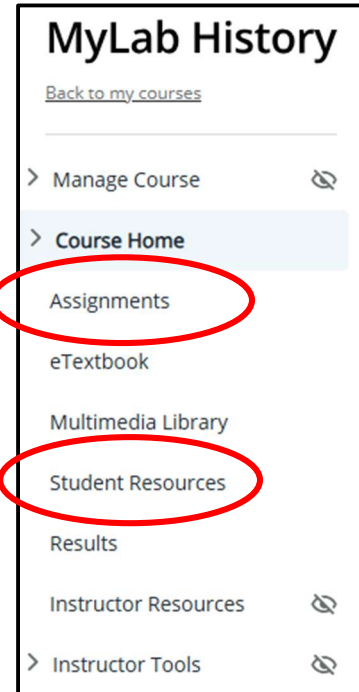 MyLab History
Back to my courses
Manage Course
Course Home
Assignments
eTextbook
Multimedia Library
Student Resources
Results
Instructor Resources
Instructor Tools